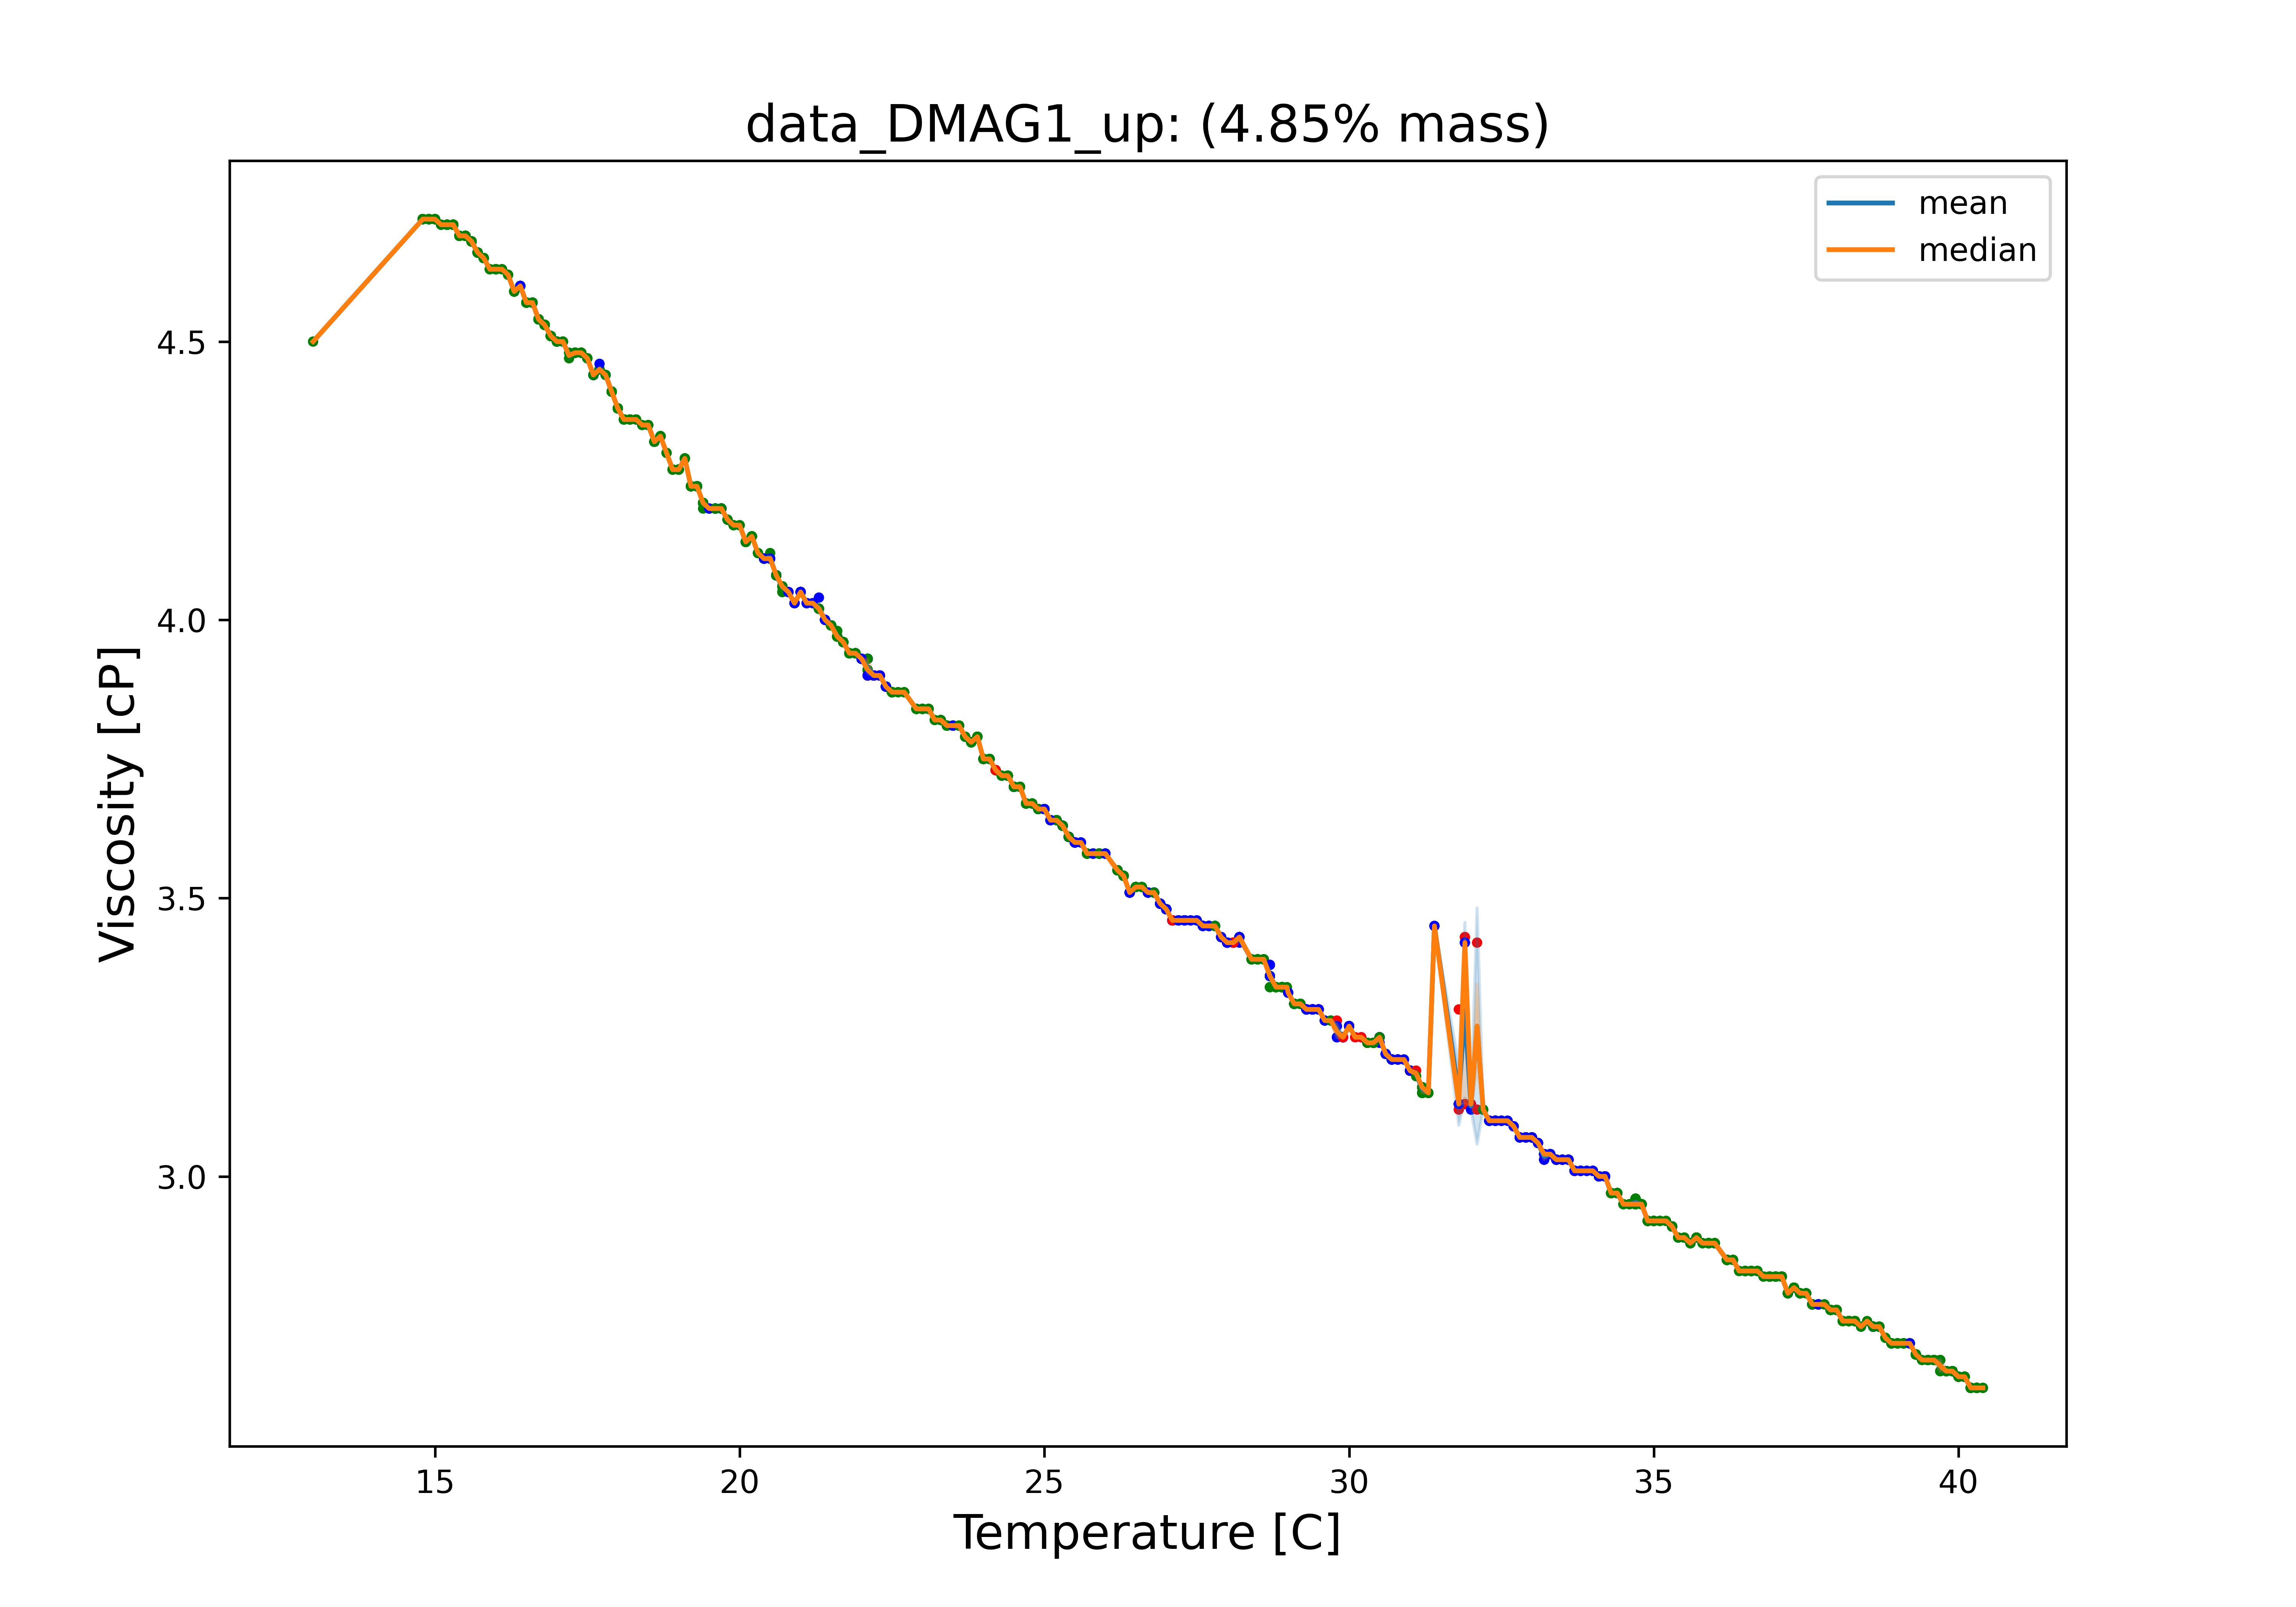 data_DMAG1_up: (4.85% mass)
mean
median
4.5
4.0
3.5
3.0
Viscosity [cP]
15 20 25 30 35 40
Temperature [C]